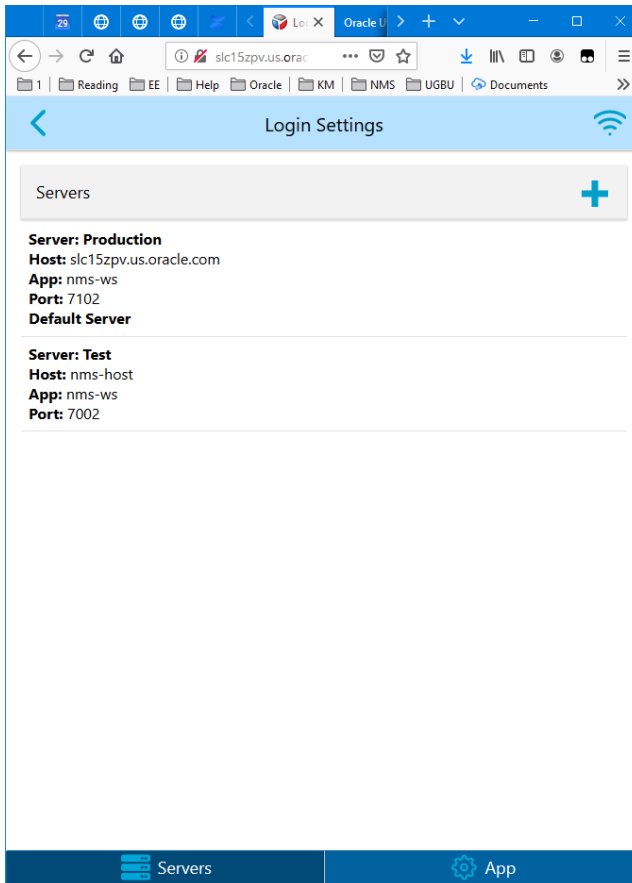 29
Lo
Oracle U
slc15zpv.us.orac
1
Reading
EE
Help
Oracle
KM
NMS
UGBU
Documents
Login Settings
Servers
Server: Production
Host: slc15zpv.us.oracle.com
App: nms-ws
Port: 7102
Default Server
Server: Test
Host: nms-host
App: nms-ws
Port: 7002
Servers
App